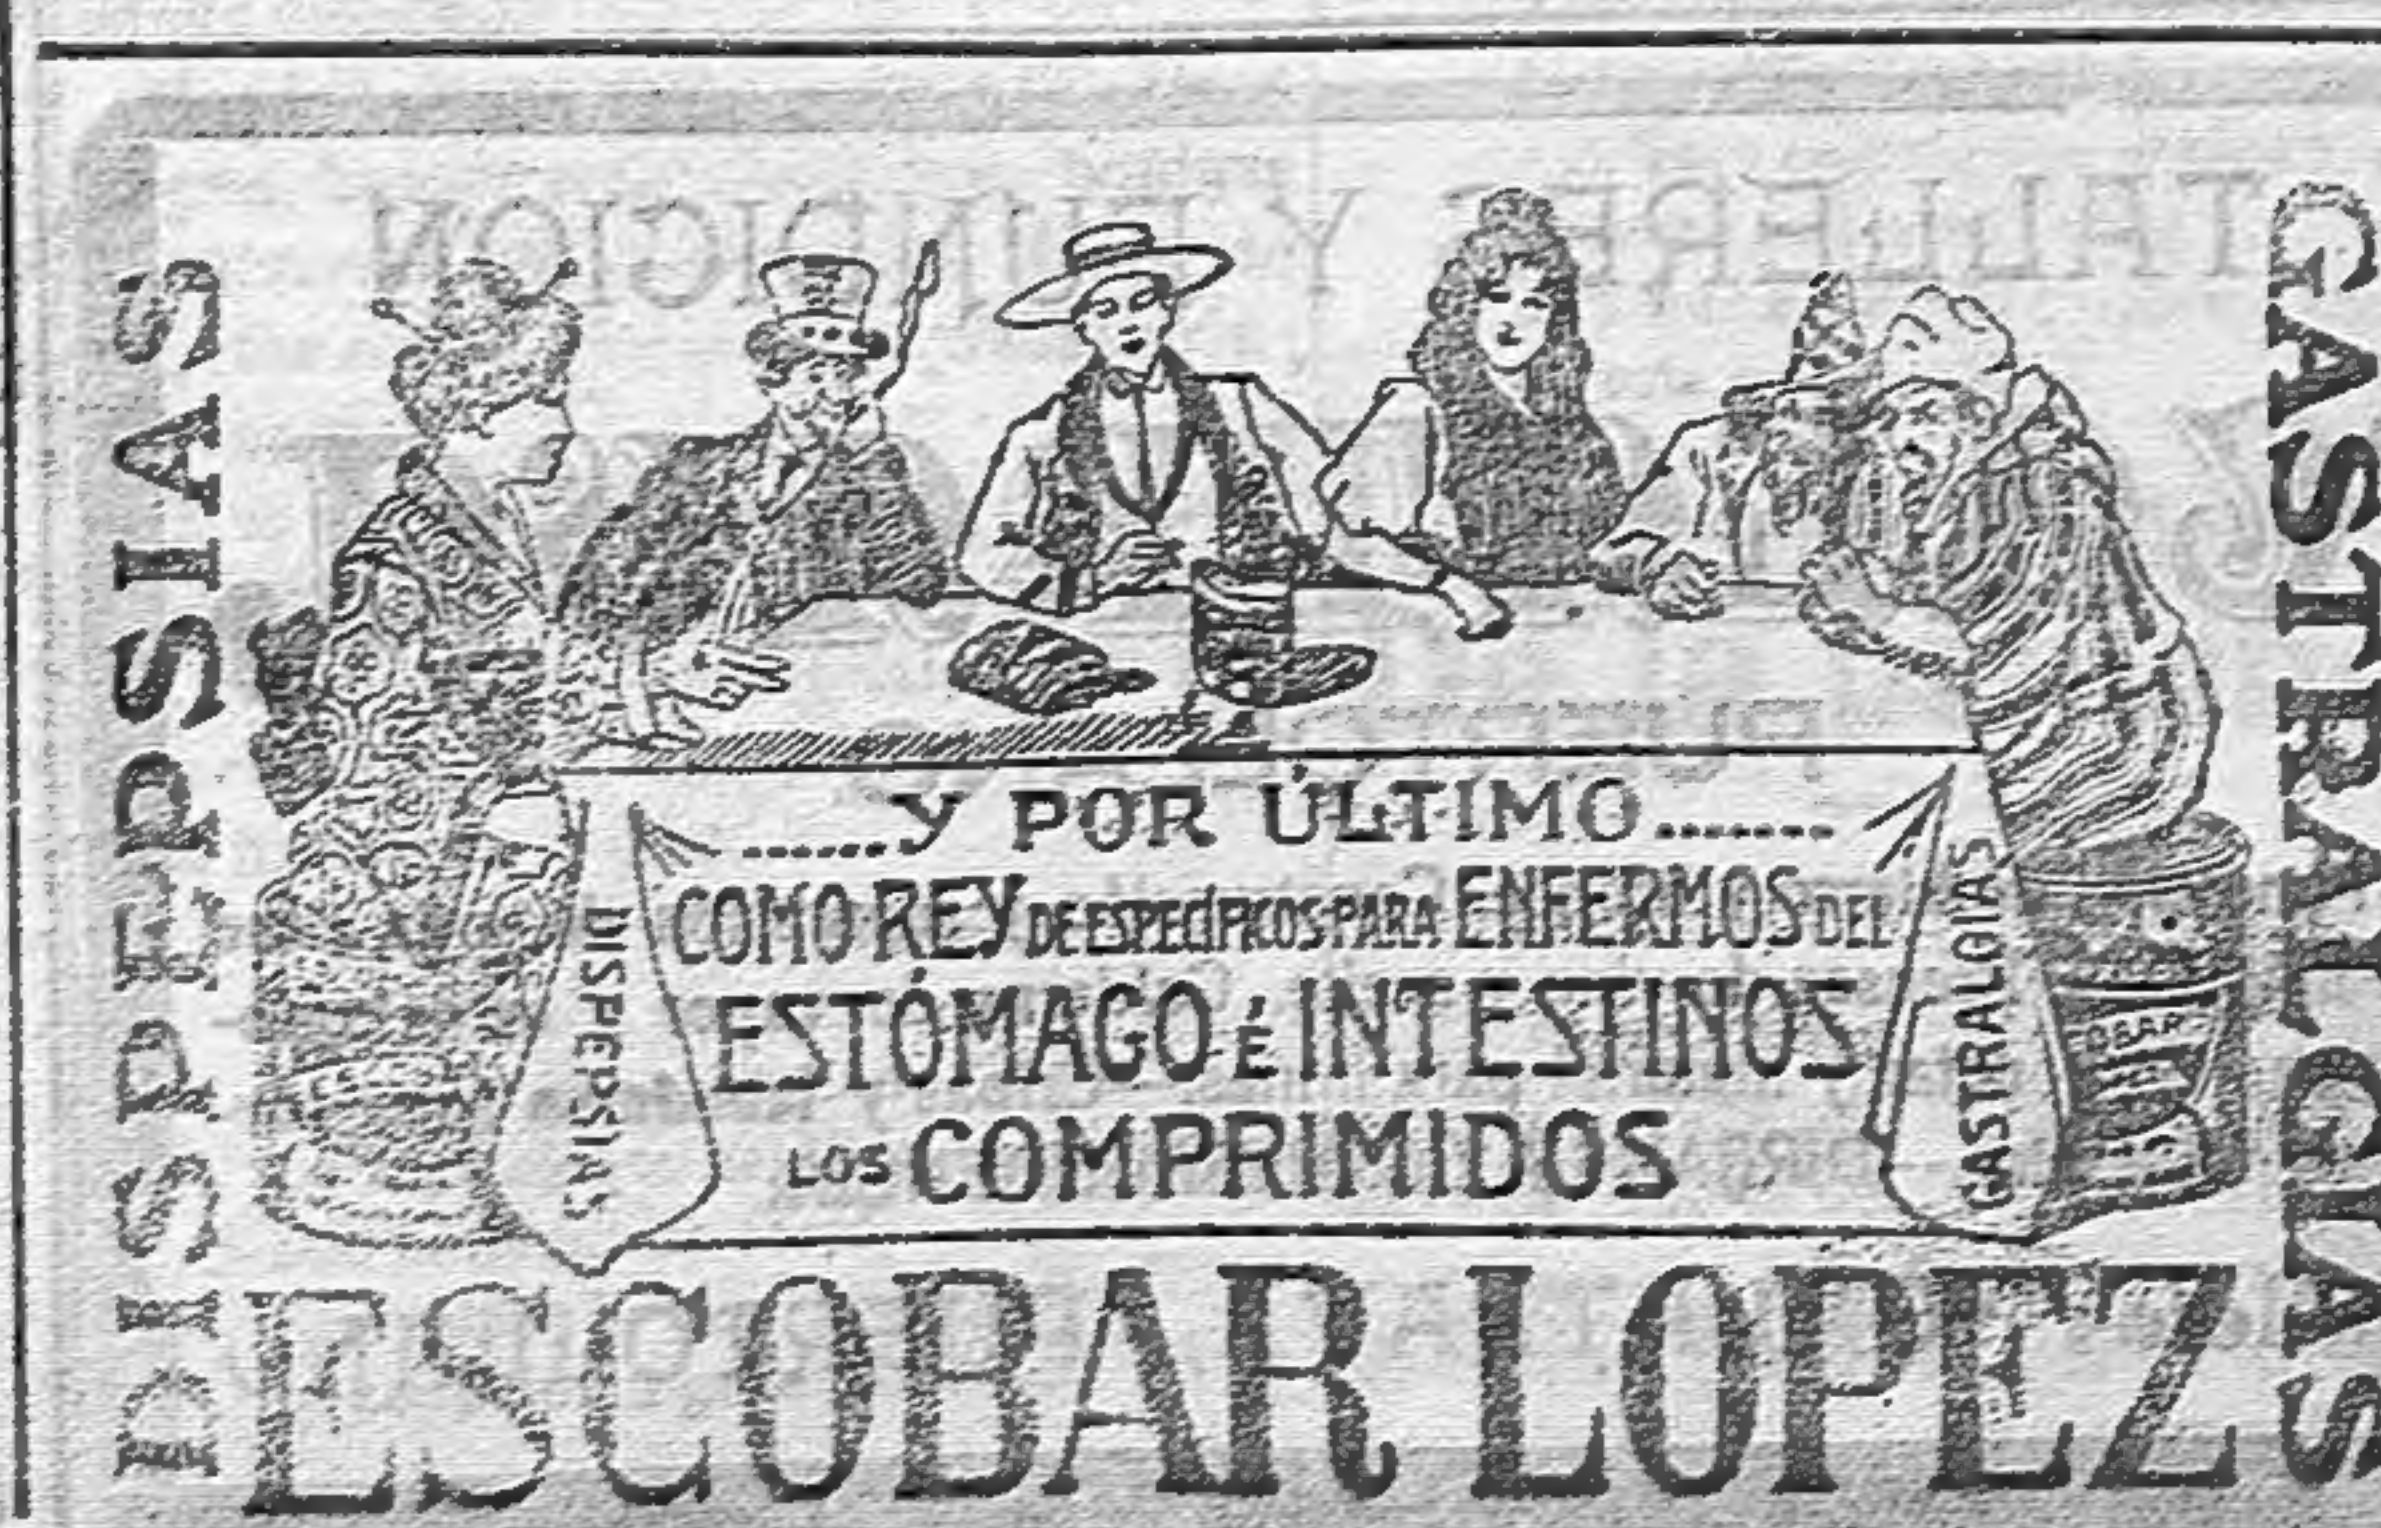 DISPEPSIAS
GASTRALGIAS
.......Y POR ÚLTIMO.......
COMO REY DE ESPECÍFICOS PARA ENFERMOS DEL
ESTÓMAGO É INTESTINOS
LOS COMPRIMIDOS
DISPEPSIAS
GASTRALGIAS
OBAR
ESCOBAR LOPEZ